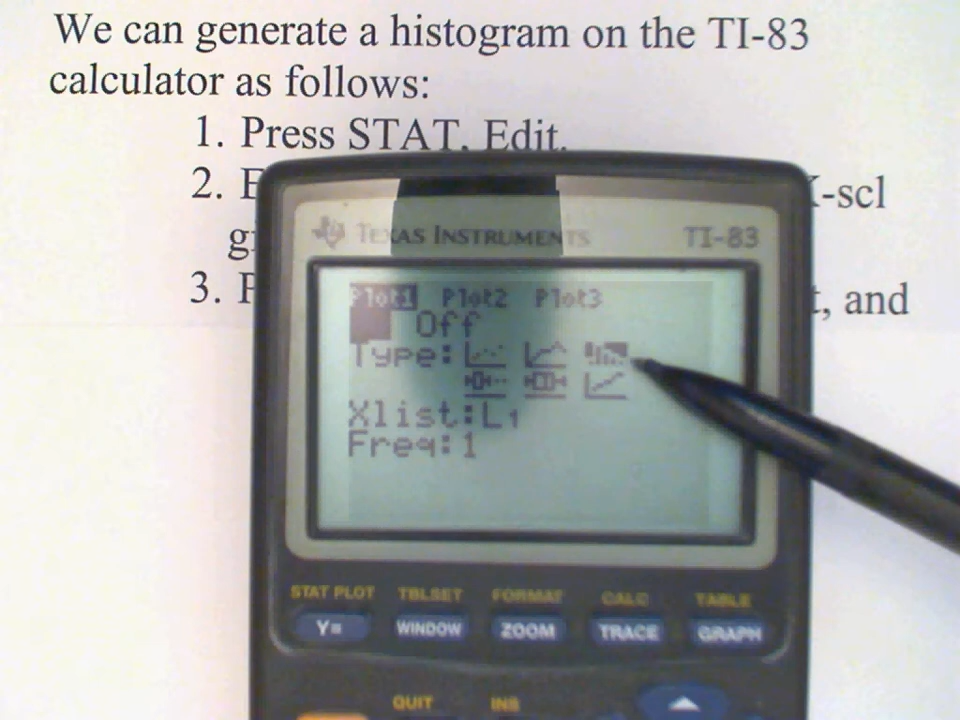 We can generate a histogram on the TI-83
calculator as follows:
1. Press STAT, Edit.
2. -scl
3. t, and
TEXAS INSTRUMENTS TI-83
Plot1 Plot2 Plot3
Off
Type:
Xlist:L1
Freq:1
STAT PLOT TBLSET FORMAT CALC TABLE
Y= WINDOW ZOOM TRACE GRAPH
QUIT INS